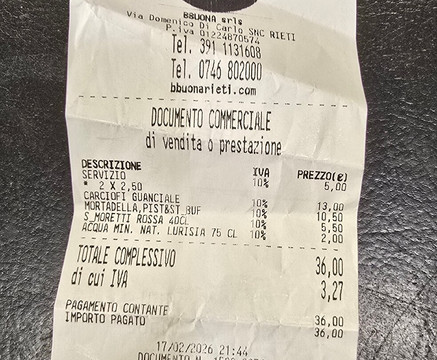 BBUONA srls
Via Domenico Di Carlo SNC RIETI
P.Iva 01224870574
Tel. 391 1131608
Tel. 0746 802000
bbuonarieti.com
DOCUMENTO COMMERCIALE
di vendita o prestazione
DESCRIZIONE IVA PREZZO(€)
SERVIZIO 10% 5,00
* 2 X 2,50
CARCIOFI GUANCIALE 10% 13,00
MORTADELLA,PIST&ST_BUF 10% 10,50
S_MORETTI ROSSA 40CL 10% 5,50
ACQUA MIN. NAT. LURISIA 75 CL 10% 2,00
TOTALE COMPLESSIVO 36,00
di cui IVA 3,27
PAGAMENTO CONTANTE 36,00
IMPORTO PAGATO 36,00
17/02/2026 21:44
DOCUMENTO N.